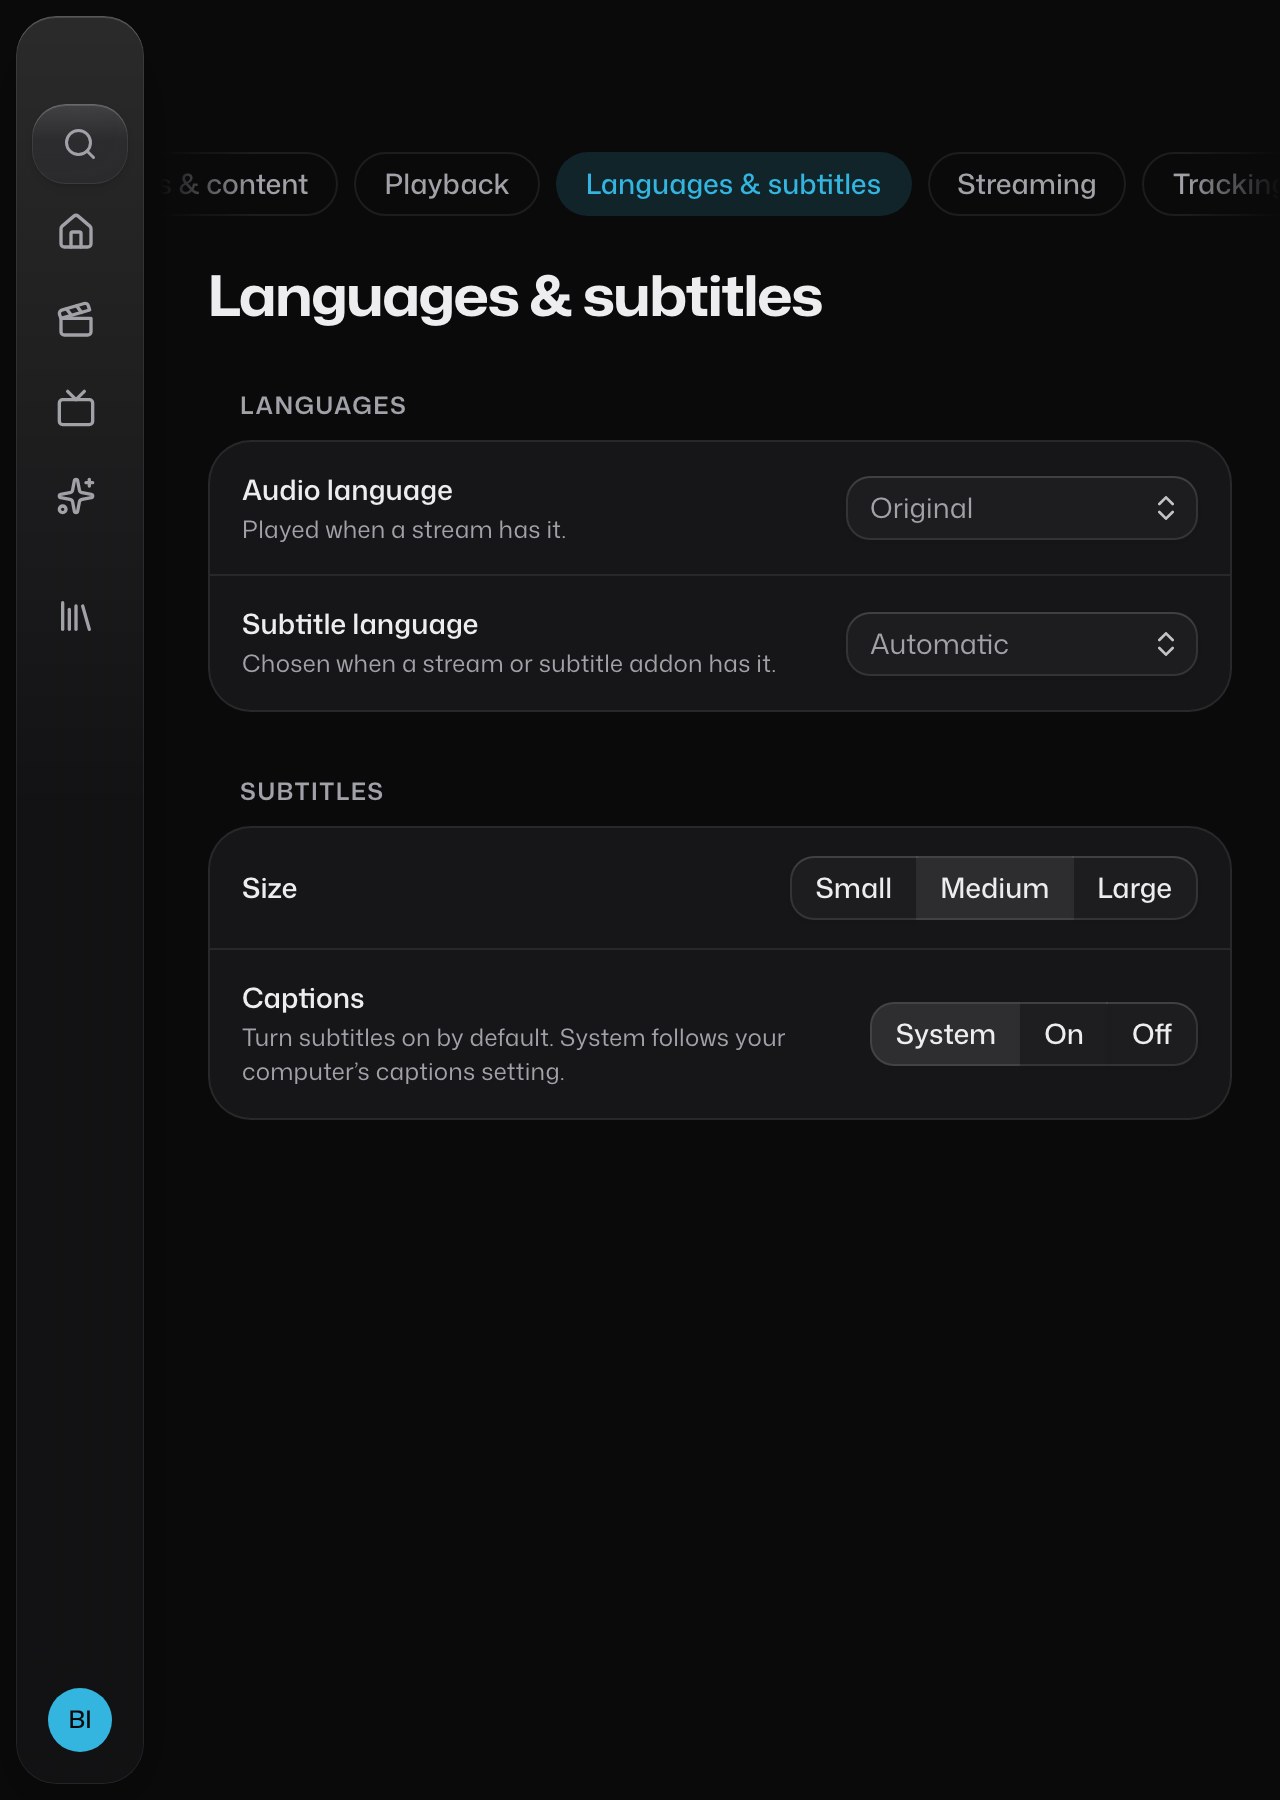 & content
Playback
Languages & subtitles
Streaming
Tracking
Languages & subtitles
LANGUAGES
Audio language
Original
Played when a stream has it.
Subtitle language
Automatic
Chosen when a stream or subtitle addon has it.
SUBTITLES
Size
Small
Medium
Large
Captions
Turn subtitles on by default. System follows your
computer’s captions setting.
System
On
Off
BI